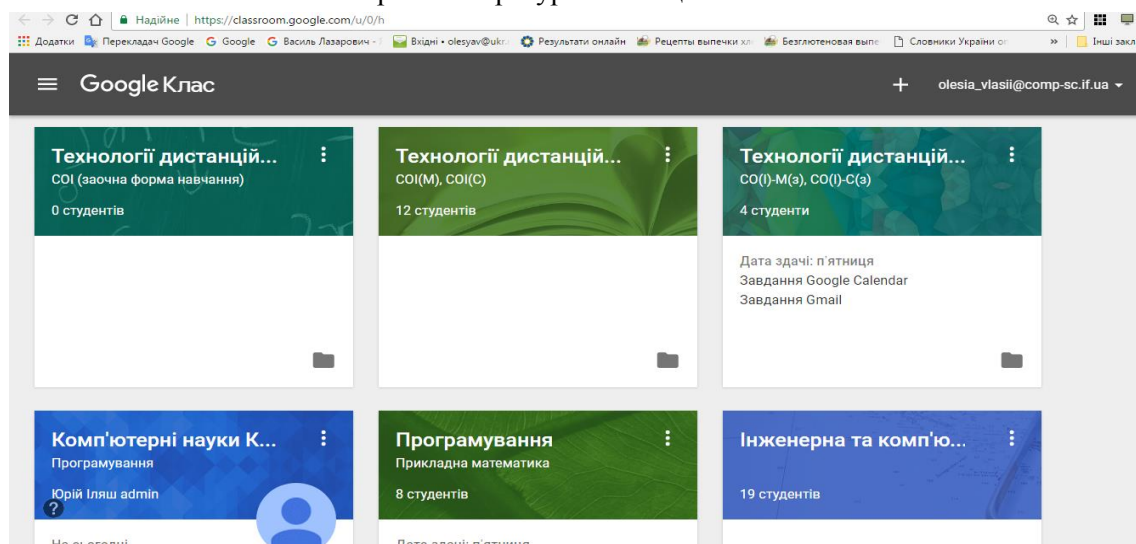 Надійне | https://classroom.google.com/u/0/h
Додатки Перекладач Google Google Василь Лазарович - Вхідні • olesyav@ukr. Результати онлайн Рецепты выпечки хл Безглютеновая выпе Словники України on » Інші закл
Google Клас + olesia_vlasii@comp-sc.if.ua
Технології дистанцій...
СОІ (заочна форма навчання)
0 студентів
Технології дистанцій...
СОІ(М), СОІ(С)
12 студентів
Технології дистанцій...
СО(І)-М(з), СО(І)-С(з)
4 студенти
Дата здачі: п'ятниця
Завдання Google Calendar
Завдання Gmail
Комп'ютерні науки К...
Програмування
Юрій Іляш admin
Програмування
Прикладна математика
8 студентів
Інженерна та комп'ю...
19 студентів